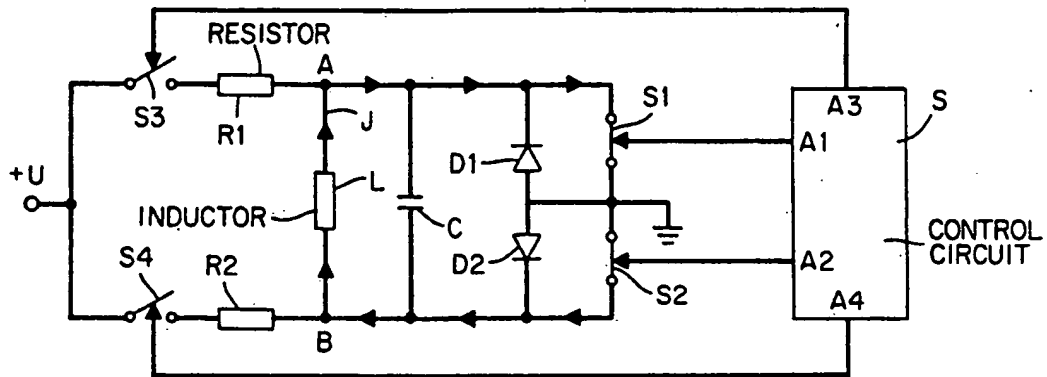 RESISTOR
A
S3
R1
J
S1
A3
S
A1
+U
D1
L
INDUCTOR
C
CONTROL
CIRCUIT
S4
R2
D2
A2
S2
A4
B